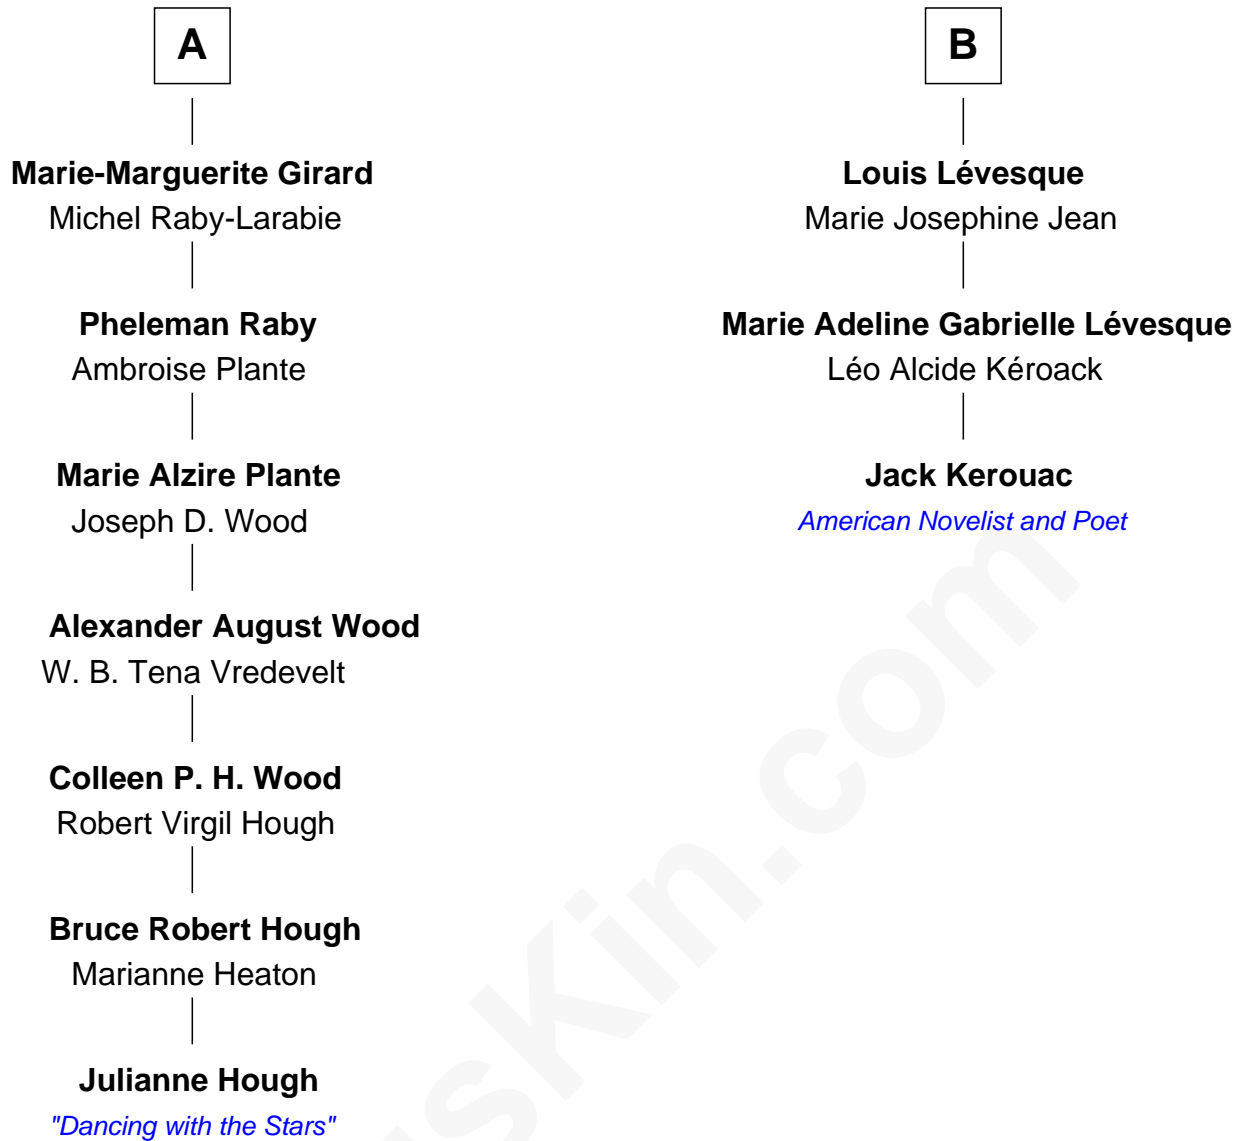 A
Marie-Marguerite Girard
Michel Raby-Larabie
Pheleman Raby
Ambroise Plante
Marie Alzire Plante
Joseph D. Wood
Alexander August Wood
W. B. Tena Vredevelt
Colleen P. H. Wood
Robert Virgil Hough
Bruce Robert Hough
Marianne Heaton
Julianne Hough
"Dancing with the Stars"
B
Louis Lévesque
Marie Josephine Jean
Marie Adeline Gabrielle Lévesque
Léo Alcide Kéroack
Jack Kerouac
American Novelist and Poet
usKin.com